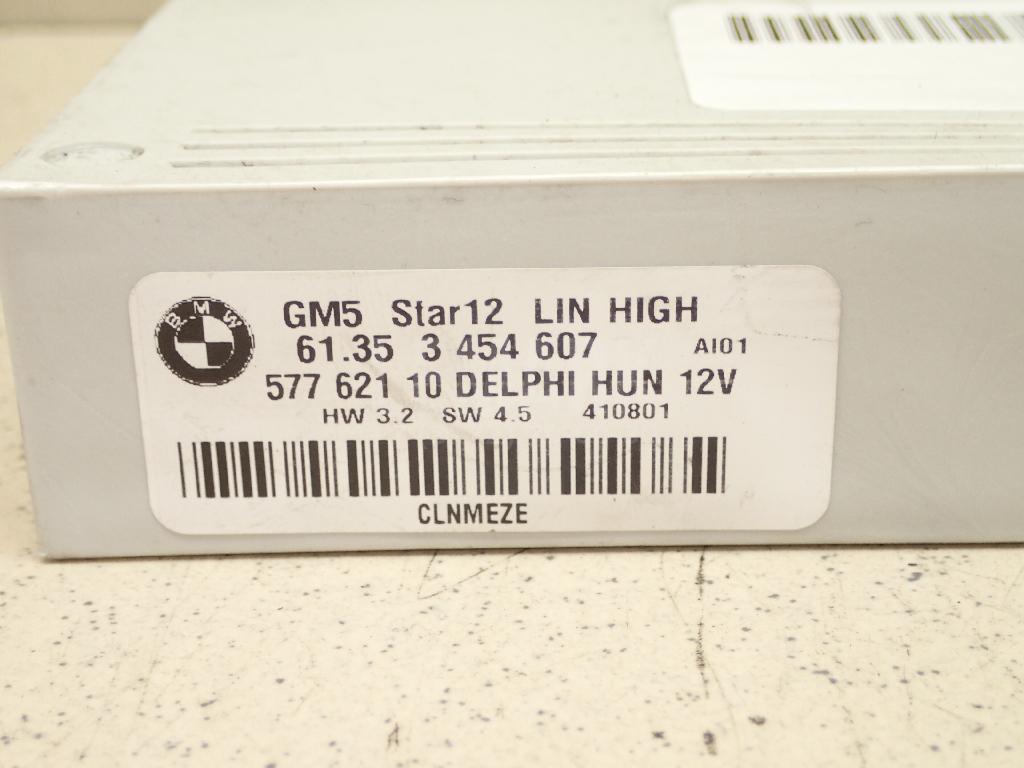 BMW
GM5 Star12 LIN HIGH
61.35 3 454 607 AI01
577 621 10 DELPHI HUN 12V
HW 3.2 SW 4.5 410801
CLNMEZE